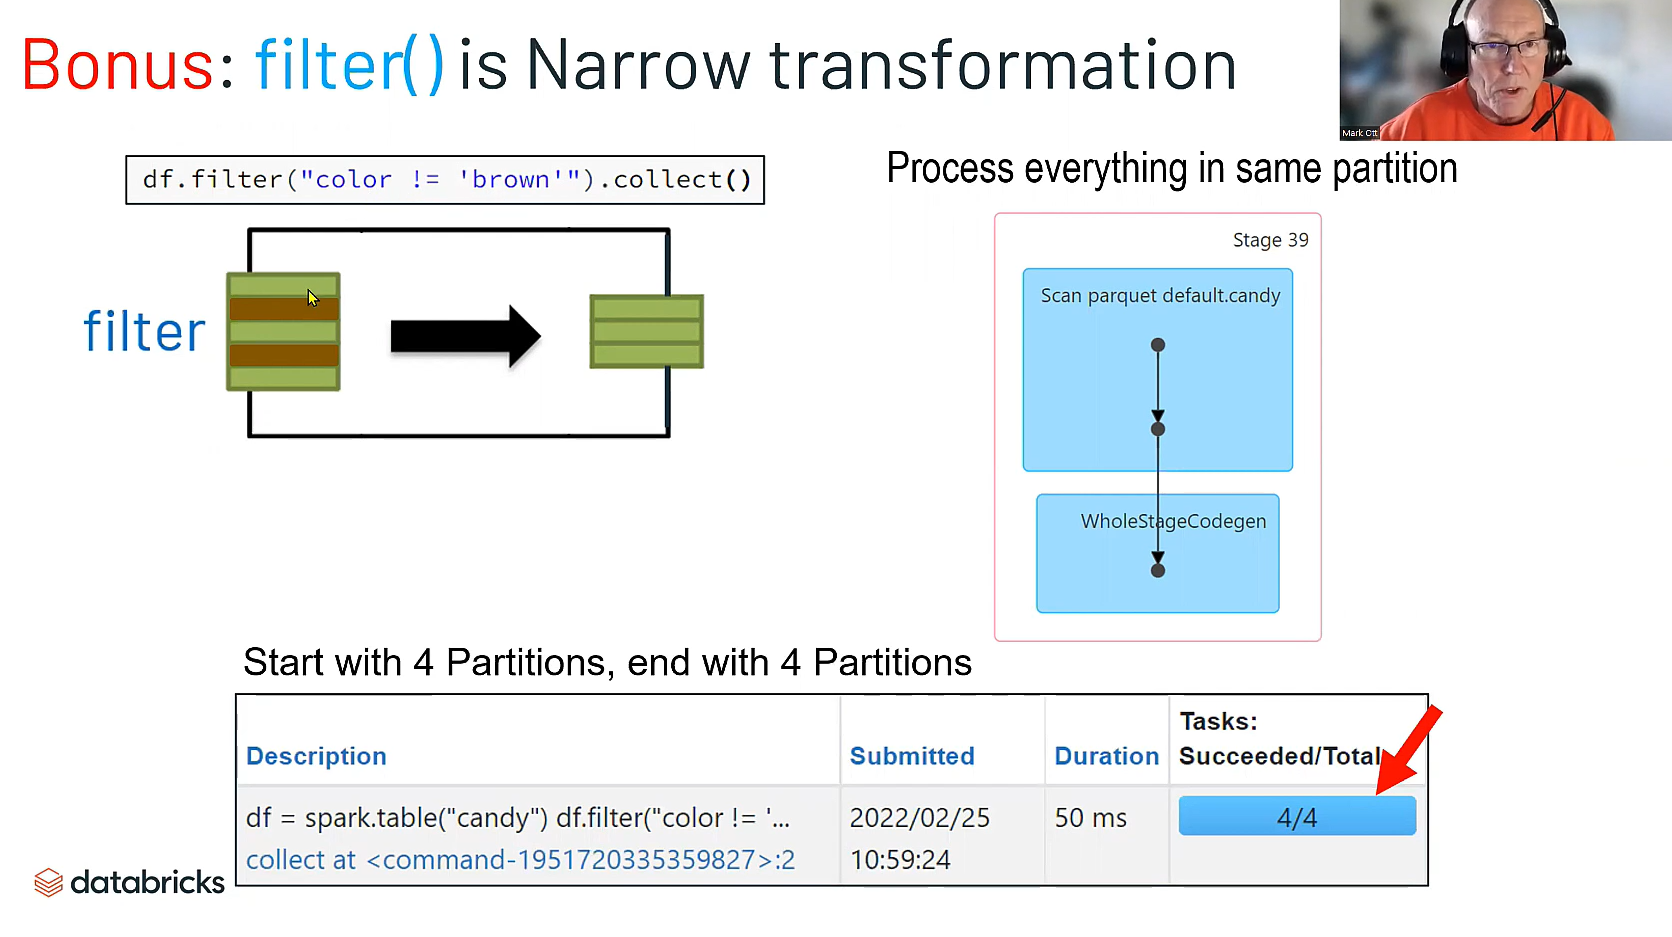 Bonus: filter() is Narrow transformation
Mark Ott
df.filter("color != 'brown'").collect()
Process everything in same partition
filter
Stage 39
Scan parquet default.candy
WholeStageCodegen
Start with 4 Partitions, end with 4 Partitions
Description
Submitted
Duration
Tasks:
Succeeded/Total
df = spark.table("candy") df.filter("color != '...
collect at <command-1951720335359827>:2
2022/02/25
10:59:24
50 ms
4/4
databricks